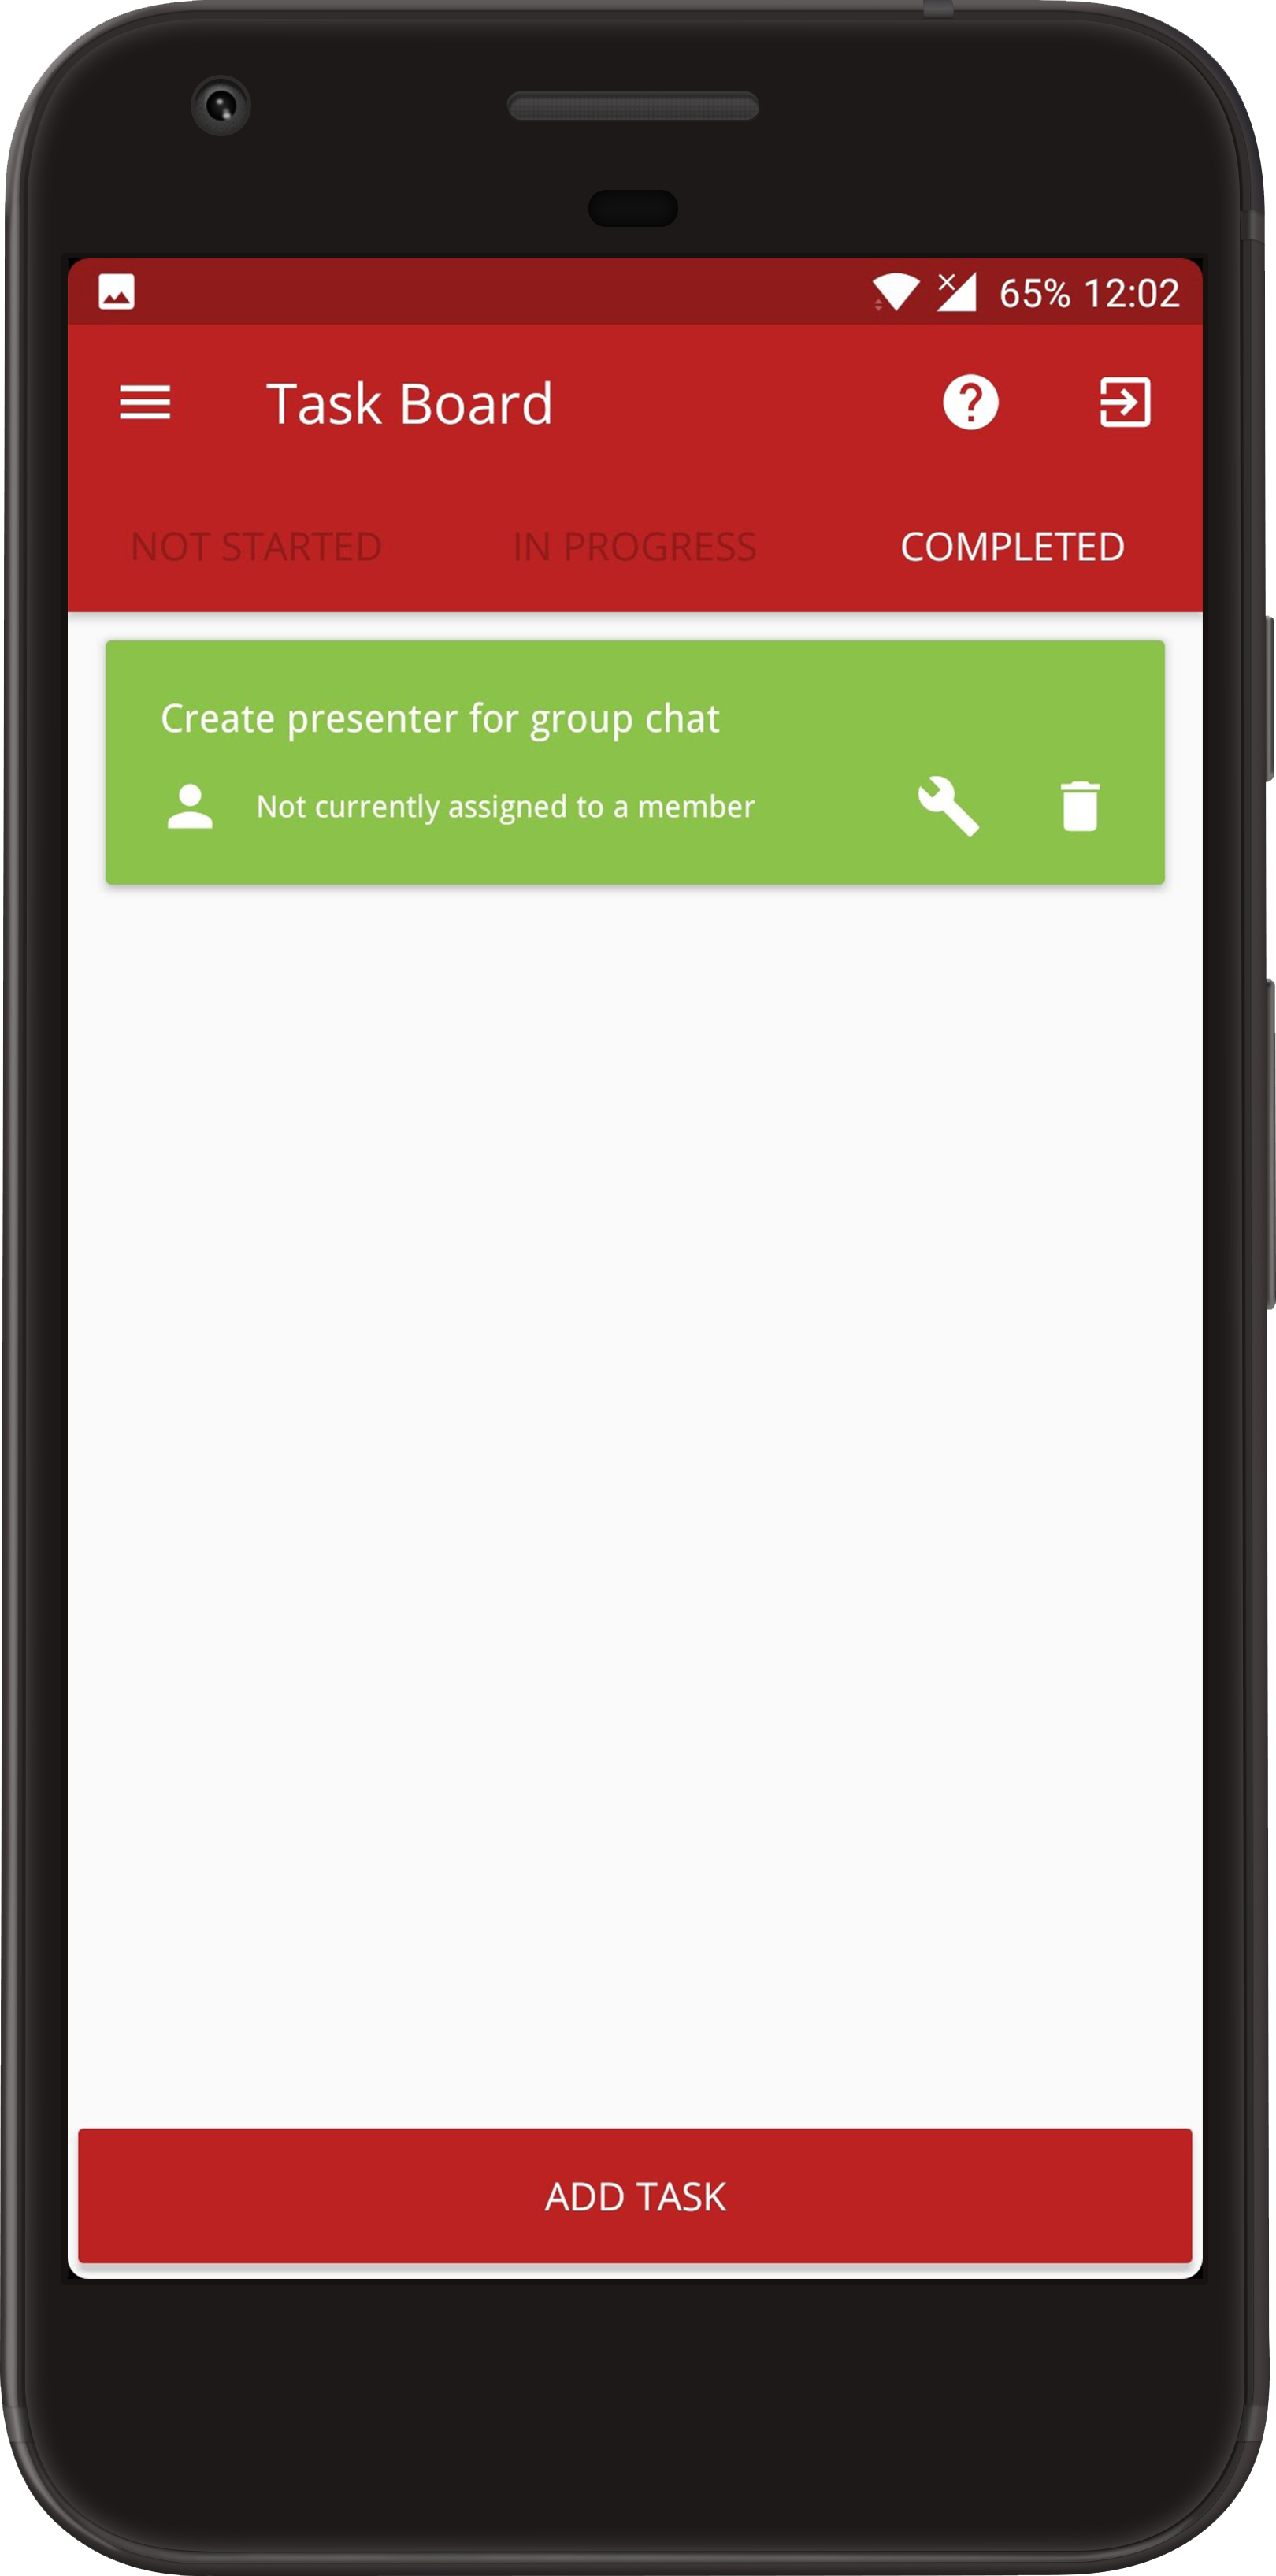 65% 12:02
Task Board
NOT STARTED IN PROGRESS COMPLETED
Create presenter for group chat
Not currently assigned to a member
ADD TASK